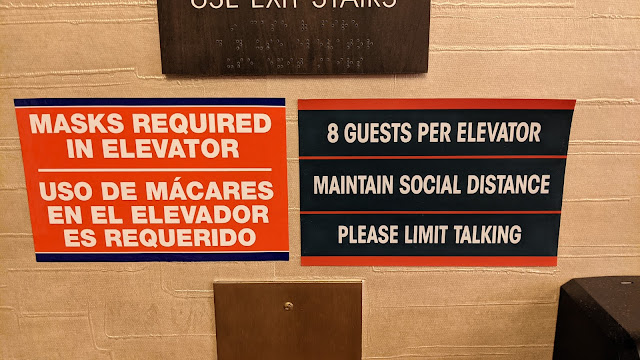 USE EXIT STAIRS
MASKS REQUIRED
IN ELEVATOR
USO DE MÁCARES
EN EL ELEVADOR
ES REQUERIDO
8 GUESTS PER ELEVATOR
MAINTAIN SOCIAL DISTANCE
PLEASE LIMIT TALKING